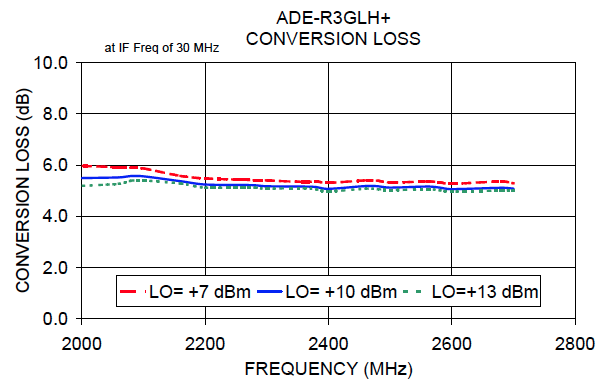 ADE-R3GLH+
CONVERSION LOSS
at IF Freq of 30 MHz
10.0
8.0
6.0
4.0
2.0
0.0
CONVERSION LOSS (dB)
LO= +7 dBm LO= +10 dBm LO=+13 dBm
2000 2200 2400 2600 2800
FREQUENCY (MHz)